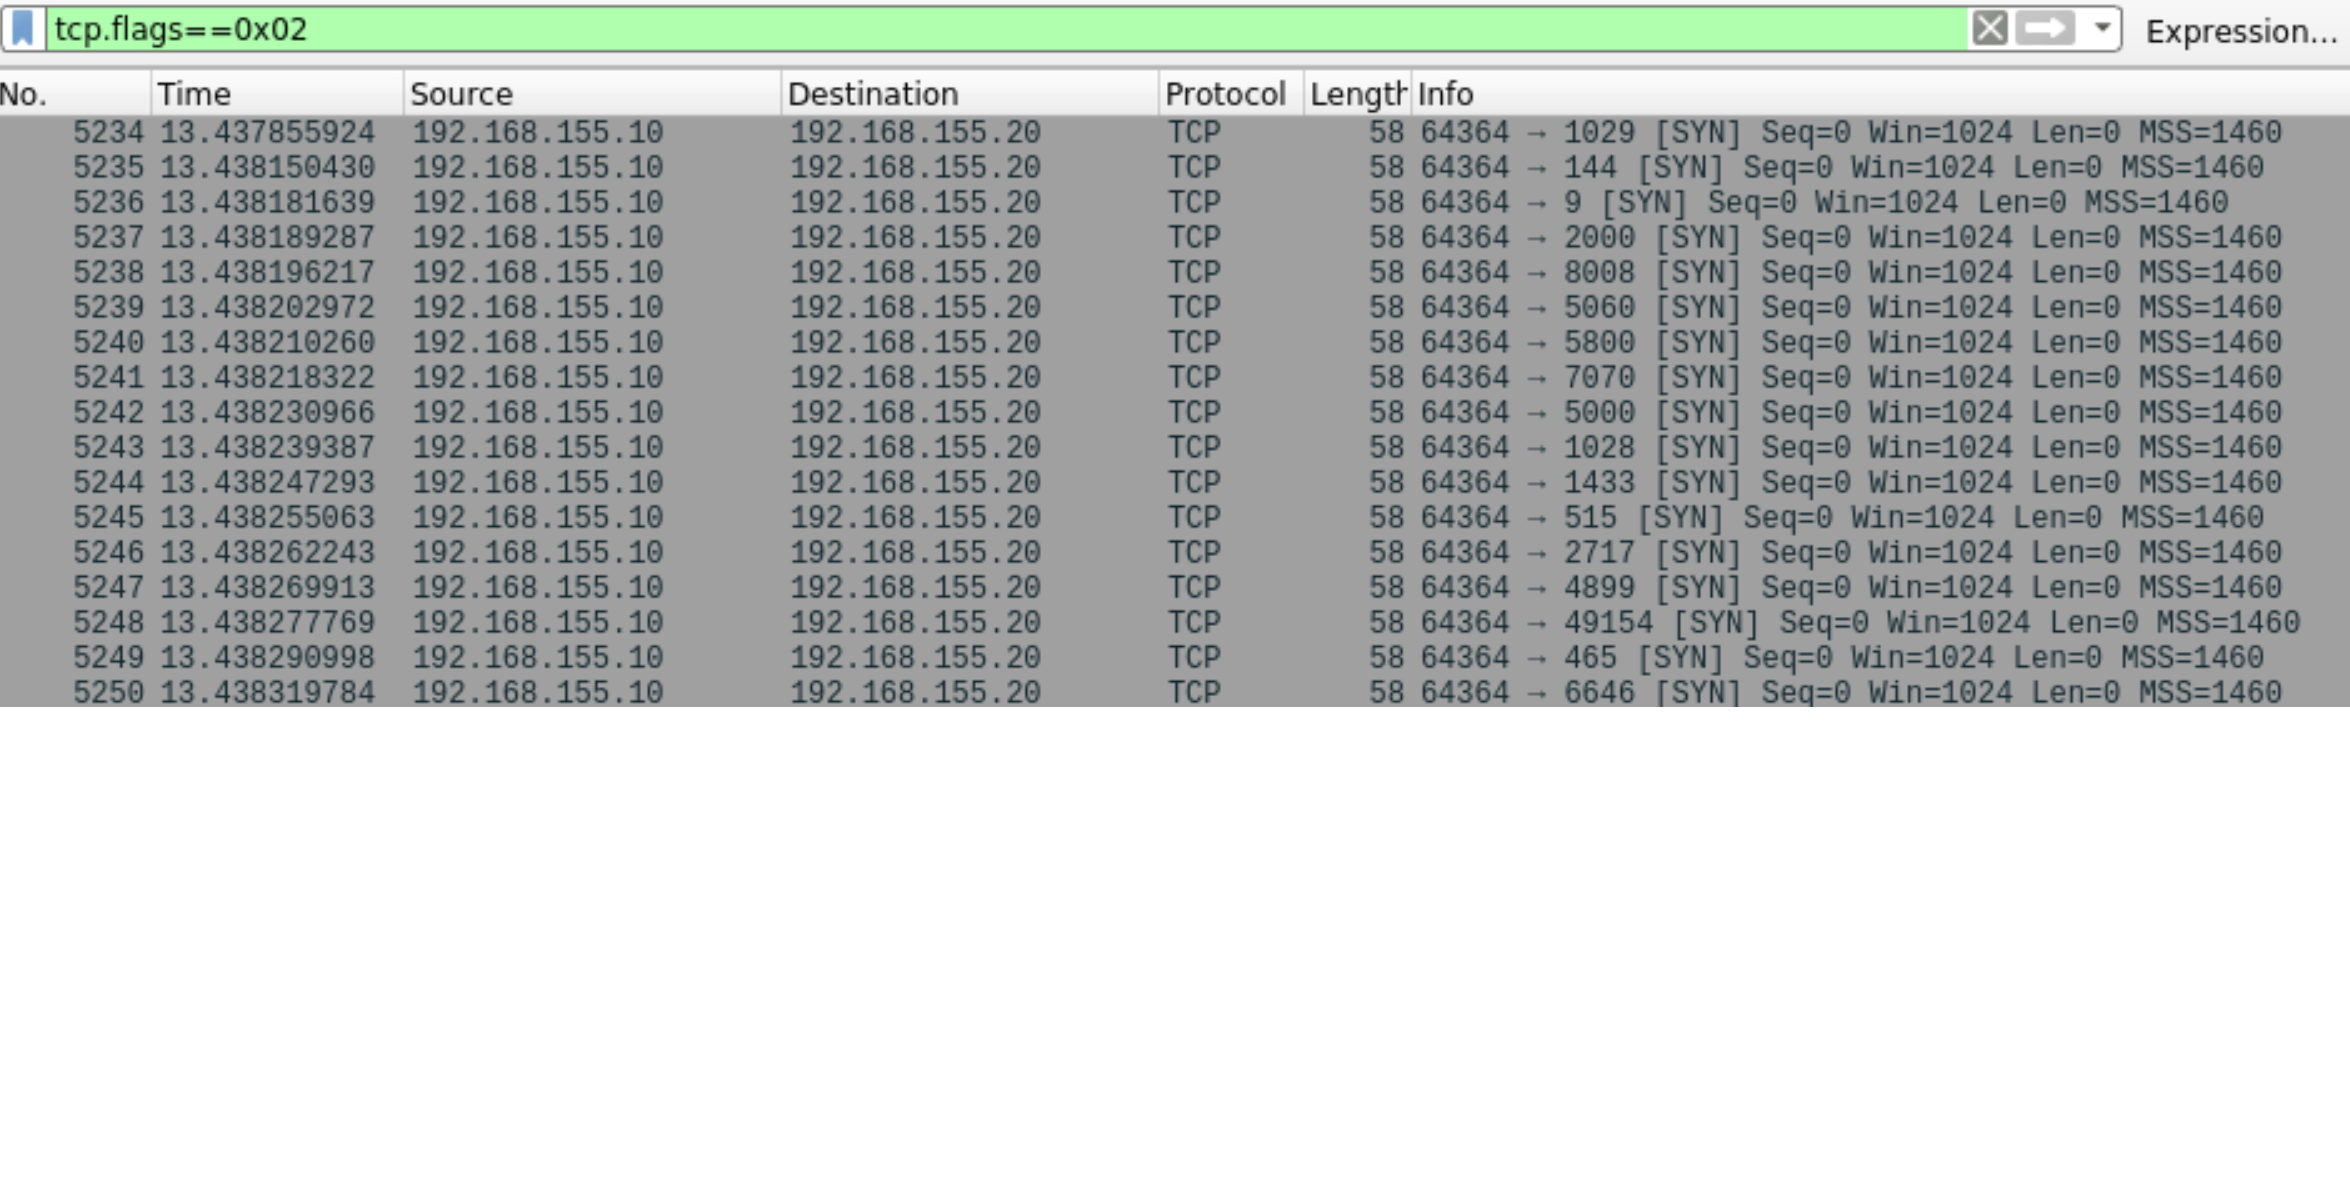 tcp.flags==0x02 Expression...
No. Time Source Destination Protocol Length Info
5234 13.437855924 192.168.155.10 192.168.155.20 TCP 58 64364 → 1029 [SYN] Seq=0 Win=1024 Len=0 MSS=1460
5235 13.438150430 192.168.155.10 192.168.155.20 TCP 58 64364 → 144 [SYN] Seq=0 Win=1024 Len=0 MSS=1460
5236 13.438181639 192.168.155.10 192.168.155.20 TCP 58 64364 → 9 [SYN] Seq=0 Win=1024 Len=0 MSS=1460
5237 13.438189287 192.168.155.10 192.168.155.20 TCP 58 64364 → 2000 [SYN] Seq=0 Win=1024 Len=0 MSS=1460
5238 13.438196217 192.168.155.10 192.168.155.20 TCP 58 64364 → 8008 [SYN] Seq=0 Win=1024 Len=0 MSS=1460
5239 13.438202972 192.168.155.10 192.168.155.20 TCP 58 64364 → 5060 [SYN] Seq=0 Win=1024 Len=0 MSS=1460
5240 13.438210260 192.168.155.10 192.168.155.20 TCP 58 64364 → 5800 [SYN] Seq=0 Win=1024 Len=0 MSS=1460
5241 13.438218322 192.168.155.10 192.168.155.20 TCP 58 64364 → 7070 [SYN] Seq=0 Win=1024 Len=0 MSS=1460
5242 13.438230966 192.168.155.10 192.168.155.20 TCP 58 64364 → 5000 [SYN] Seq=0 Win=1024 Len=0 MSS=1460
5243 13.438239387 192.168.155.10 192.168.155.20 TCP 58 64364 → 1028 [SYN] Seq=0 Win=1024 Len=0 MSS=1460
5244 13.438247293 192.168.155.10 192.168.155.20 TCP 58 64364 → 1433 [SYN] Seq=0 Win=1024 Len=0 MSS=1460
5245 13.438255063 192.168.155.10 192.168.155.20 TCP 58 64364 → 515 [SYN] Seq=0 Win=1024 Len=0 MSS=1460
5246 13.438262243 192.168.155.10 192.168.155.20 TCP 58 64364 → 2717 [SYN] Seq=0 Win=1024 Len=0 MSS=1460
5247 13.438269913 192.168.155.10 192.168.155.20 TCP 58 64364 → 4899 [SYN] Seq=0 Win=1024 Len=0 MSS=1460
5248 13.438277769 192.168.155.10 192.168.155.20 TCP 58 64364 → 49154 [SYN] Seq=0 Win=1024 Len=0 MSS=1460
5249 13.438290998 192.168.155.10 192.168.155.20 TCP 58 64364 → 465 [SYN] Seq=0 Win=1024 Len=0 MSS=1460
5250 13.438319784 192.168.155.10 192.168.155.20 TCP 58 64364 → 6646 [SYN] Seq=0 Win=1024 Len=0 MSS=1460